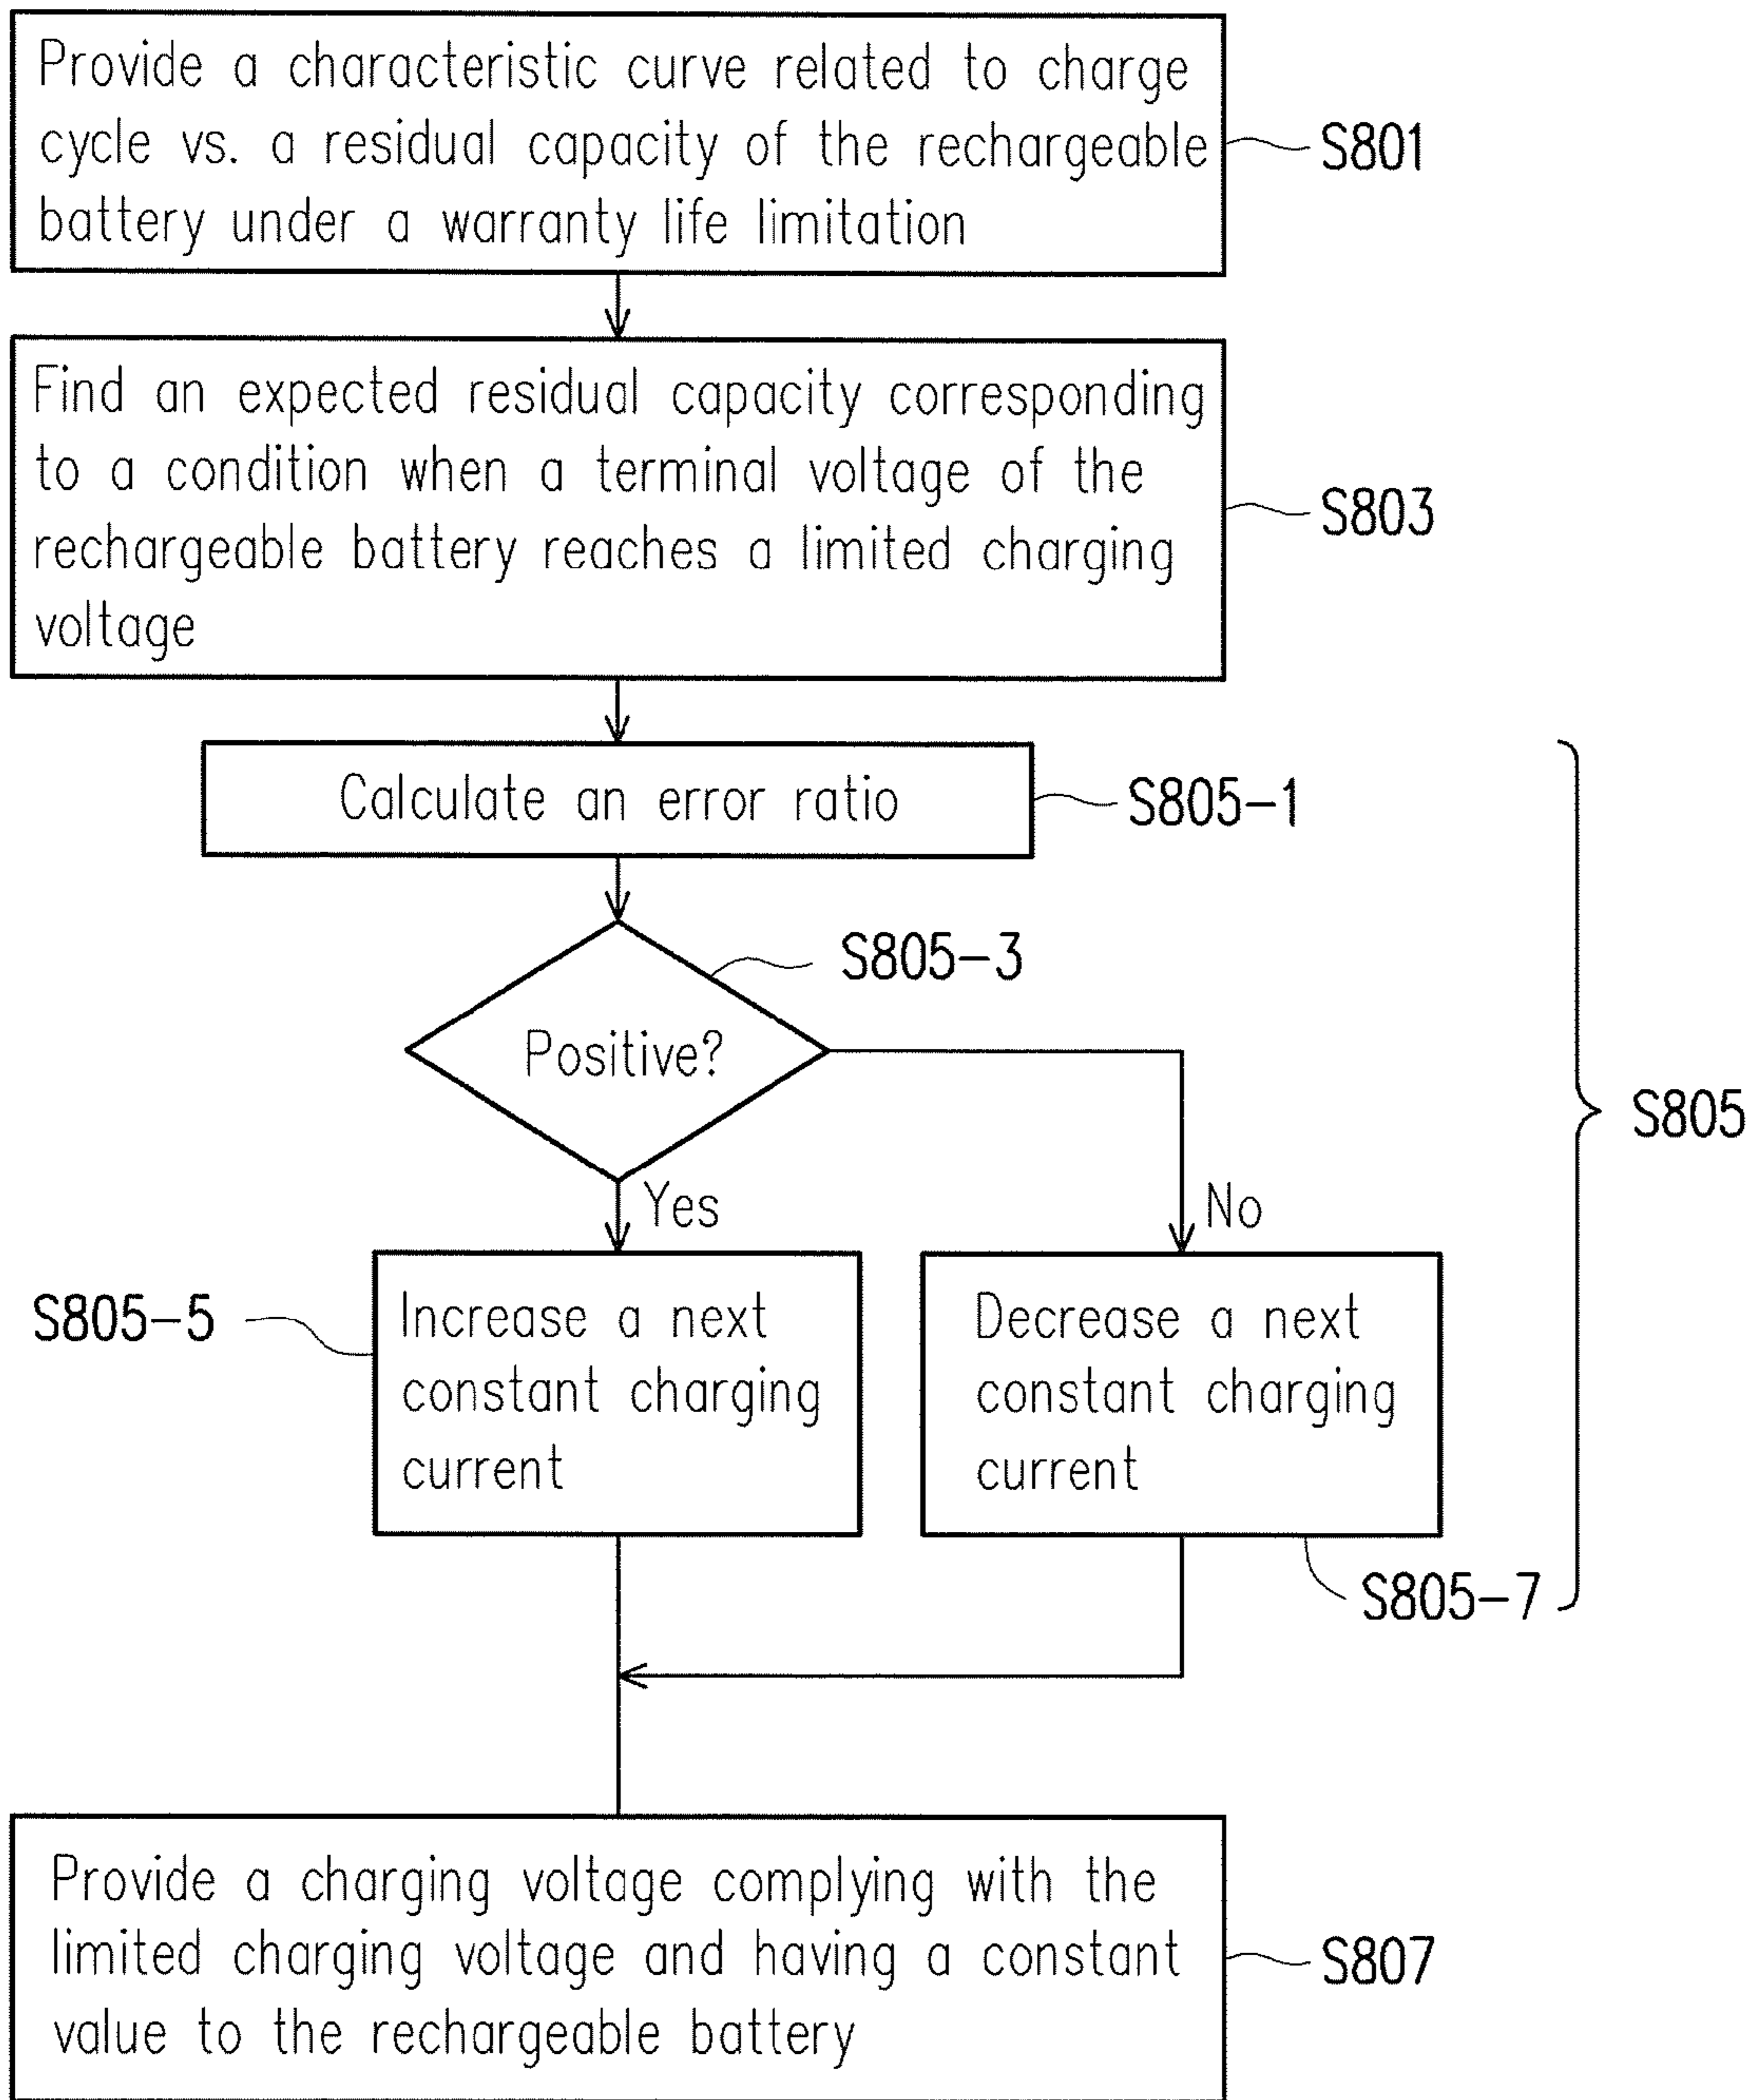 Provide a characteristic curve related to charge
cycle vs. a residual capacity of the rechargeable
battery under a warranty life limitation
S801
Find an expected residual capacity corresponding
to a condition when a terminal voltage of the
rechargeable battery reaches a limited charging
voltage
S803
Calculate an error ratio
S805-1
S805-3
Positive?
S805
Yes
No
S805-5
Increase a next
constant charging
current
Decrease a next
constant charging
current
S805-7
Provide a charging voltage complying with the
limited charging voltage and having a constant
value to the rechargeable battery
S807